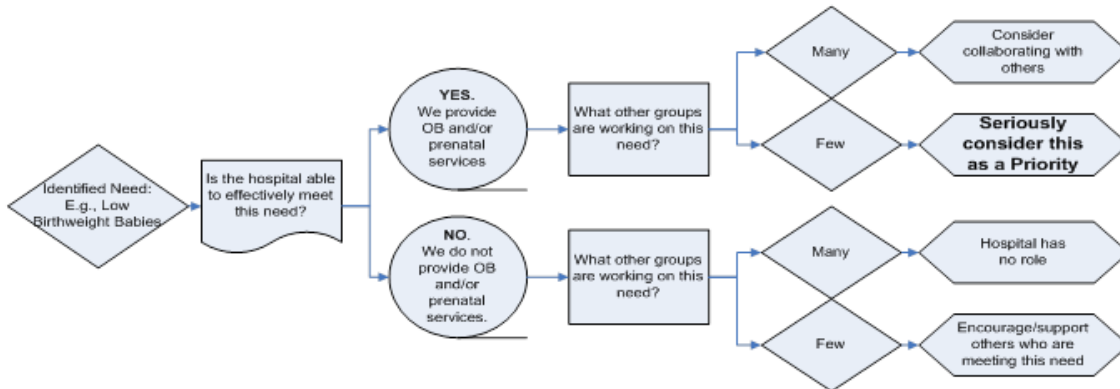 Identified Need:
E.g., Low
Birthweight Babies
Is the hospital able
to effectively meet
this need?
YES.
We provide
OB and/or
prenatal
services
What other groups
are working on this
need?
Many
Consider
collaborating with
others
Few
Seriously
consider this
as a Priority
NO.
We do not
provide OB
and/or
prenatal
services.
What other groups
are working on this
need?
Many
Hospital has
no role
Few
Encourage/support
others who are
meeting this need